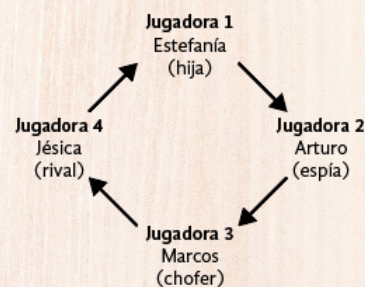 Jugadora 1
Estefanía
(hija)
Jugadora 2
Arturo
(espía)
Jugadora 3
Marcos
(chofer)
Jugadora 4
Jésica
(rival)